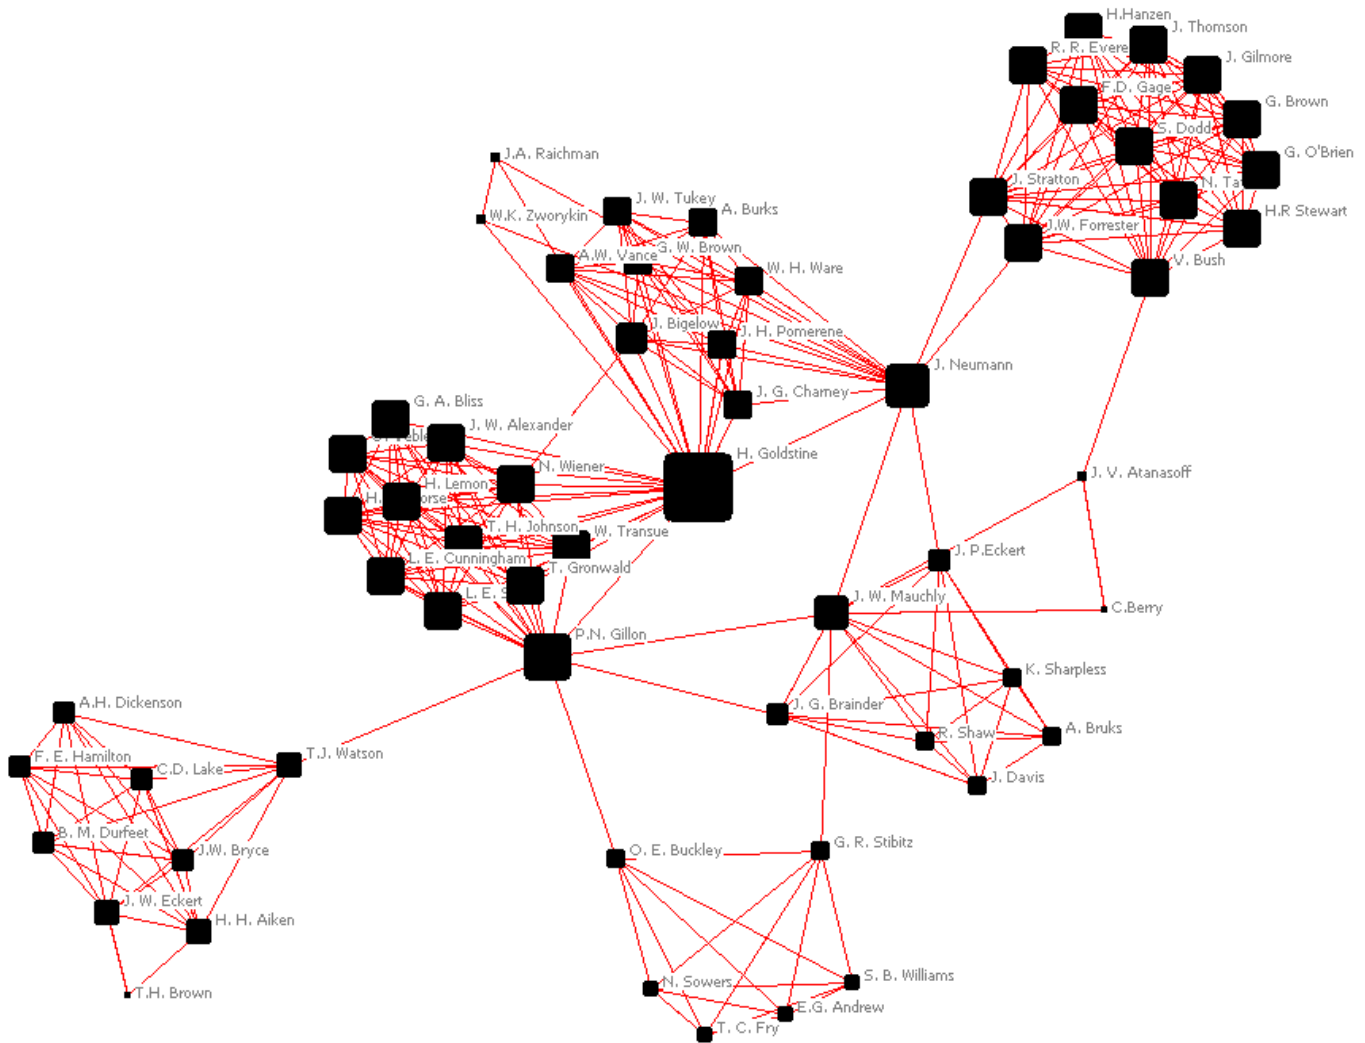 H.Hanzen
J. Thomson
R. R. Evere
J. Gilmore
F.D. Gage
G. Brown
S. Dodd
G. O'Brien
J. Stratton
N. Ta
H.R Stewart
J.W. Forrester
V. Bush
J.A. Raichman
J. W. Tukey
A. Burks
W.K. Zworykin
G. W. Brown
A.W. Vance
W. H. Ware
J. Bigelow
J. H. Pomerene
J. Neumann
J. G. Charney
G. A. Bliss
J. W. Alexander
H. Goldstine
N. Wiener
H. Lemon
J. V. Atanasoff
T. H. Johnson
W. Transue
L. E. Cunningham
T. Gronwald
J. P.Eckert
L. E. S
J. W. Mauchly
C.Berry
P.N. Gillon
K. Sharpless
A.H. Dickenson
J. G. Brainder
R. Shaw
A. Bruks
T.J. Watson
F. E. Hamilton
C.D. Lake
J. Davis
B. M. Durfeet
J.W. Bryce
O. E. Buckley
G. R. Stibitz
J. W. Eckert
H. H. Aiken
N. Sowers
S. B. Williams
T.H. Brown
E.G. Andrew
T. C. Fry